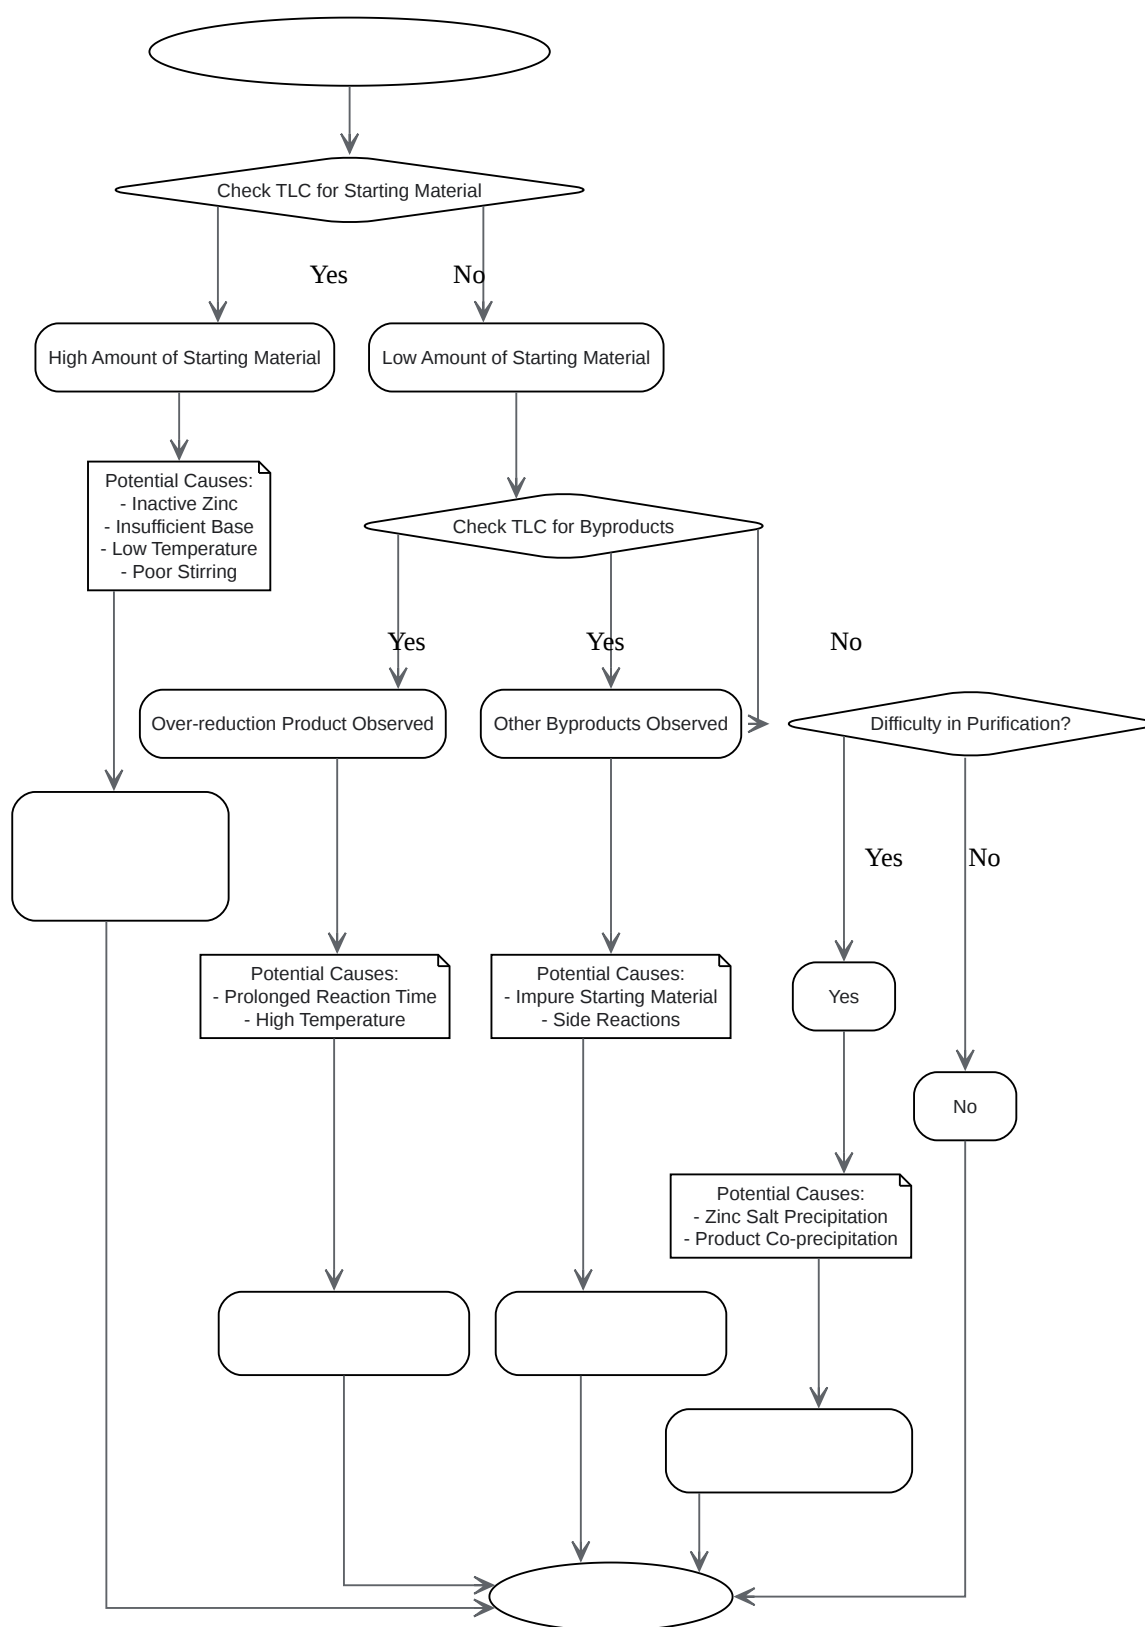 Check TLC for Starting Material
Yes
No
High Amount of Starting Material
Low Amount of Starting Material
Potential Causes:
- Inactive Zinc
- Insufficient Base
- Low Temperature
- Poor Stirring
Check TLC for Byproducts
Yes
Yes
No
Over-reduction Product Observed
Other Byproducts Observed
Difficulty in Purification?
Yes
No
Potential Causes:
- Prolonged Reaction Time
- High Temperature
Potential Causes:
- Impure Starting Material
- Side Reactions
Yes
No
Potential Causes:
- Zinc Salt Precipitation
- Product Co-precipitation